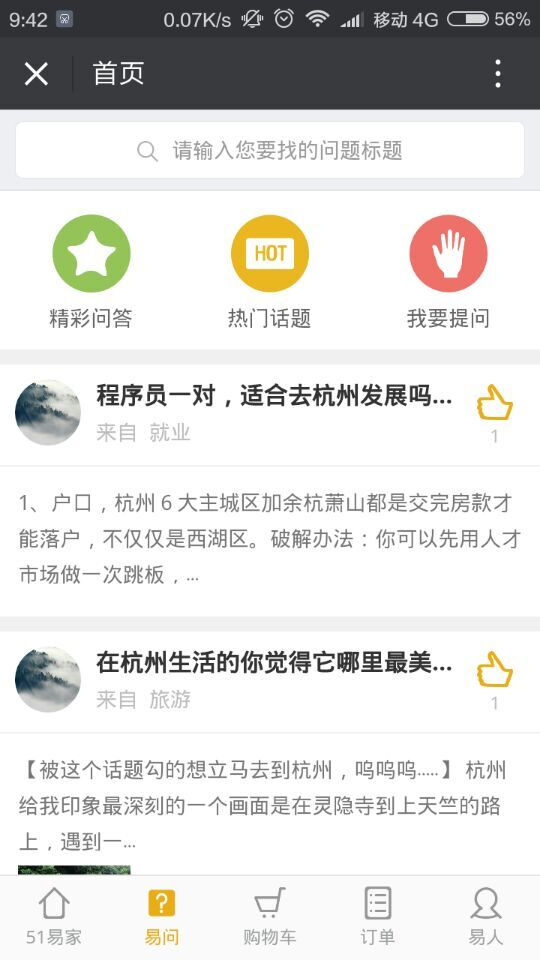 9:42 0.07K/s 移动 4G 56%
首页
请输入您要找的问题标题
HOT
精彩问答 热门话题 我要提问
程序员一对，适合去杭州发展吗...
来自 就业
1
1、户口，杭州 6 大主城区加余杭萧山都是交完房款才
能落户，不仅仅是西湖区。破解办法：你可以先用人才
市场做一次跳板，...
在杭州生活的你觉得它哪里最美...
来自 旅游
1
【被这个话题勾的想立马去到杭州，呜呜呜.....】杭州
给我印象最深刻的一个画面是在灵隐寺到上天竺的路
上，遇到一...
51易家 易问 购物车 订单 易人